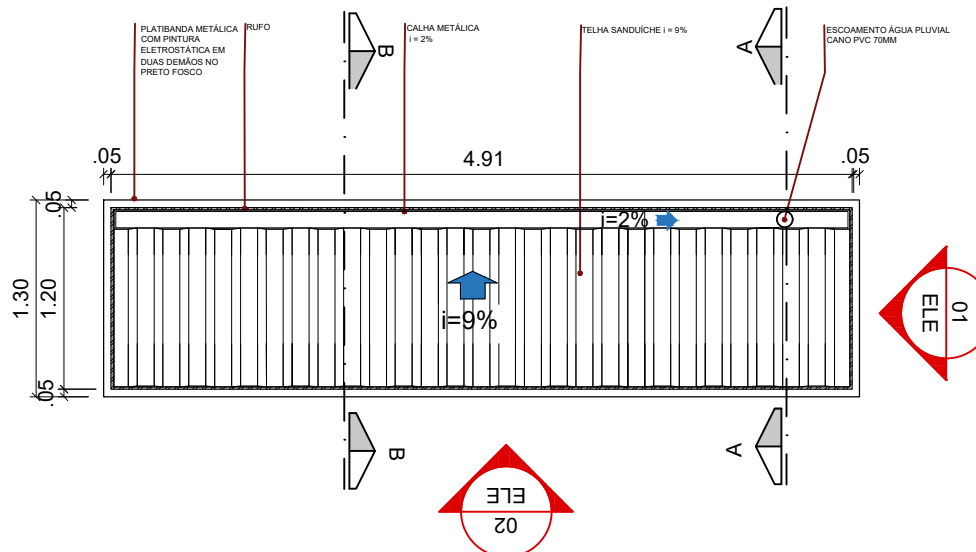 PLATIBANDA METÁLICA
COM PINTURA
ELETROSTÁTICA EM
DUAS DEMÃOS NO
PRETO FOSCO
RUFO
CALHA METÁLICA
i = 2%
TELHA SANDUÍCHE i = 9%
ESCOAMENTO ÁGUA PLUVIAL
CANO PVC 70MM
B
A
.05
4.91
.05
.05
1.30
1.20
.05
i=2%
i=9%
01
ELE
B
A
ELE
02